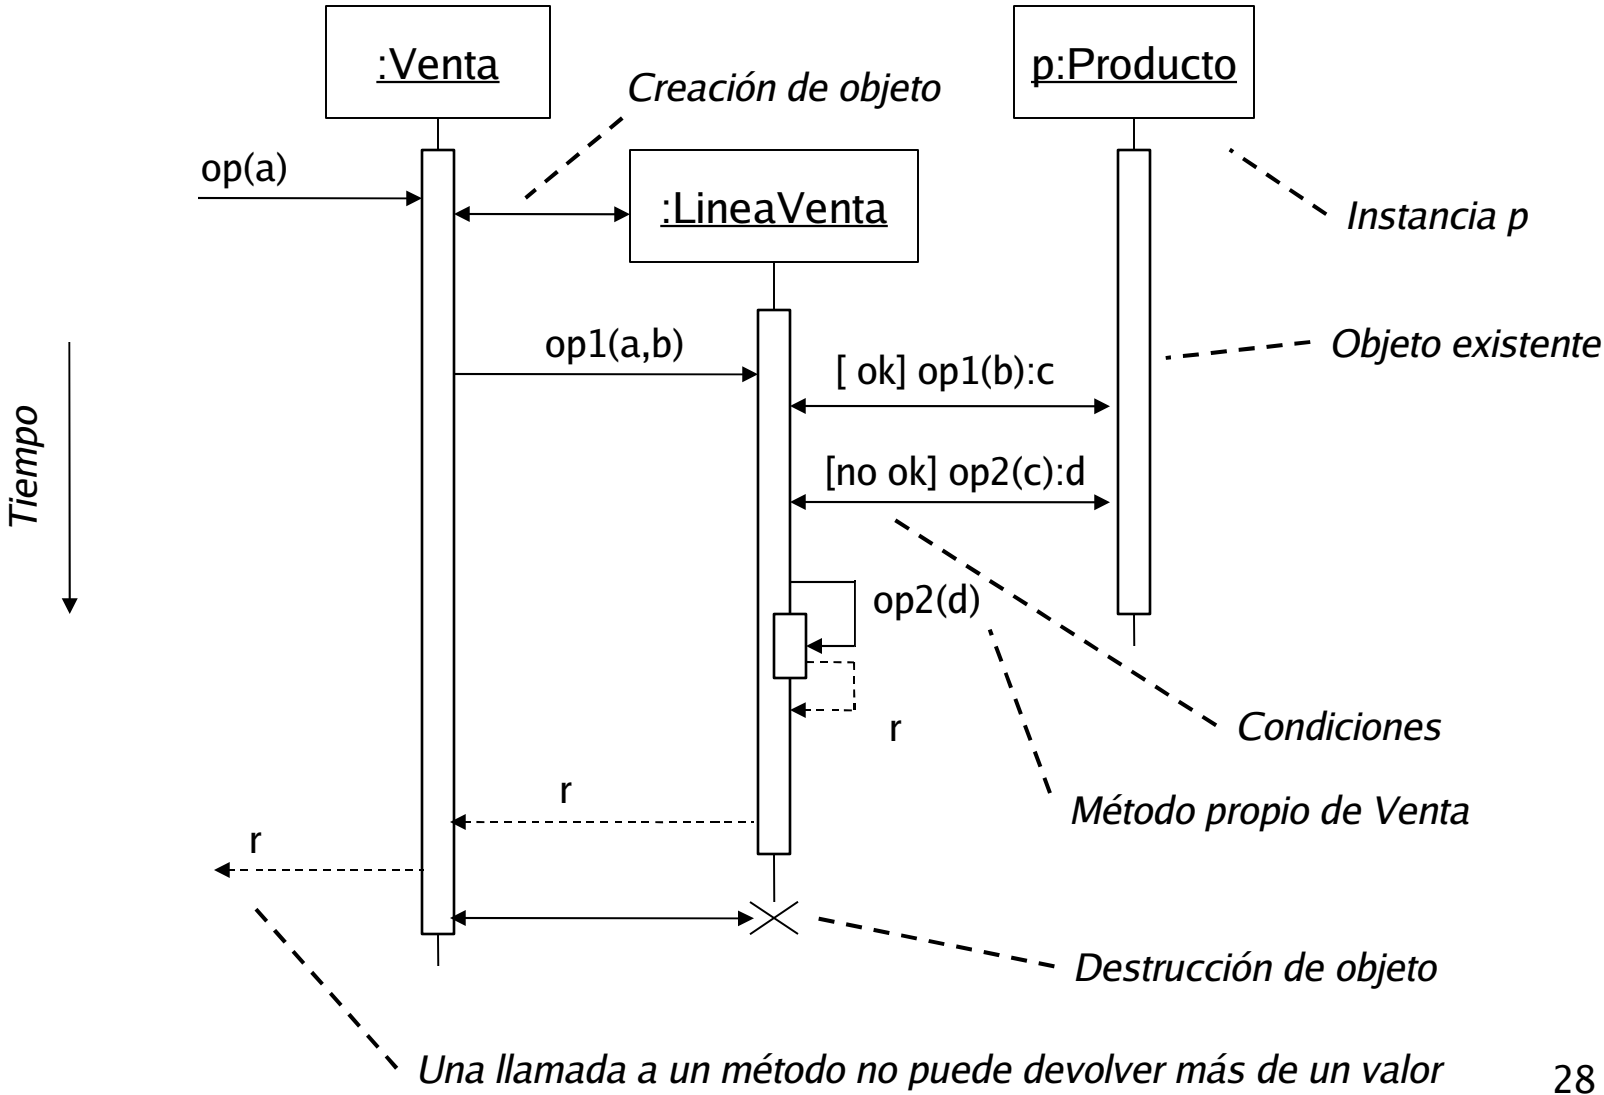 :Venta
p:Producto
Creación de objeto
op(a)
:LineaVenta
Instancia p
op1(a,b)
Objeto existente
[ ok] op1(b):c
Tiempo
[no ok] op2(c):d
op2(d)
r
Condiciones
r
Método propio de Venta
r
Destrucción de objeto
Una llamada a un método no puede devolver más de un valor
28